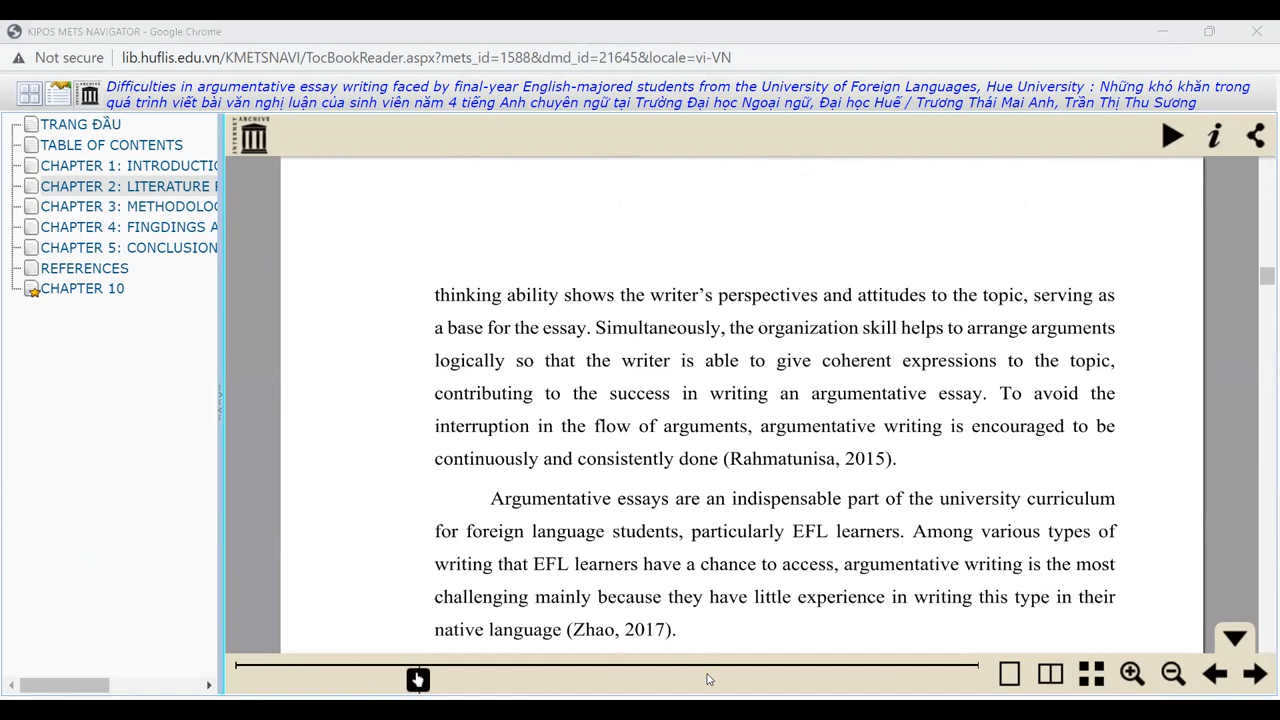 KIPOS METS NAVIGATOR - Google Chrome
Not secure
lib.huflis.edu.vn/KMETSNAVI/TocBookReader.aspx?mets_id=1588&dmd_id=21645&locale=vi-VN
Difficulties in argumentative essay writing faced by final-year English-majored students from the University of Foreign Languages, Hue University : Những khó khăn trong
quá trình viết bài văn nghị luận của sinh viên năm 4 tiếng Anh chuyên ngữ tại Trường Đại học Ngoại ngữ, Đại học Huế / Trương Thái Mai Anh, Trần Thị Thu Sương
TRANG ĐẦU
TABLE OF CONTENTS
CHAPTER 1: INTRODUCTIO
CHAPTER 2: LITERATURE
CHAPTER 3: METHODOLOG
CHAPTER 4: FINGDINGS A
CHAPTER 5: CONCLUSION
REFERENCES
CHAPTER 10
INTERNET ARCHIVE
thinking ability shows the writer’s perspectives and attitudes to the topic, serving as
a base for the essay. Simultaneously, the organization skill helps to arrange arguments
logically so that the writer is able to give coherent expressions to the topic,
contributing to the success in writing an argumentative essay. To avoid the
interruption in the flow of arguments, argumentative writing is encouraged to be
continuously and consistently done (Rahmatunisa, 2015).
Argumentative essays are an indispensable part of the university curriculum
for foreign language students, particularly EFL learners. Among various types of
writing that EFL learners have a chance to access, argumentative writing is the most
challenging mainly because they have little experience in writing this type in their
native language (Zhao, 2017).